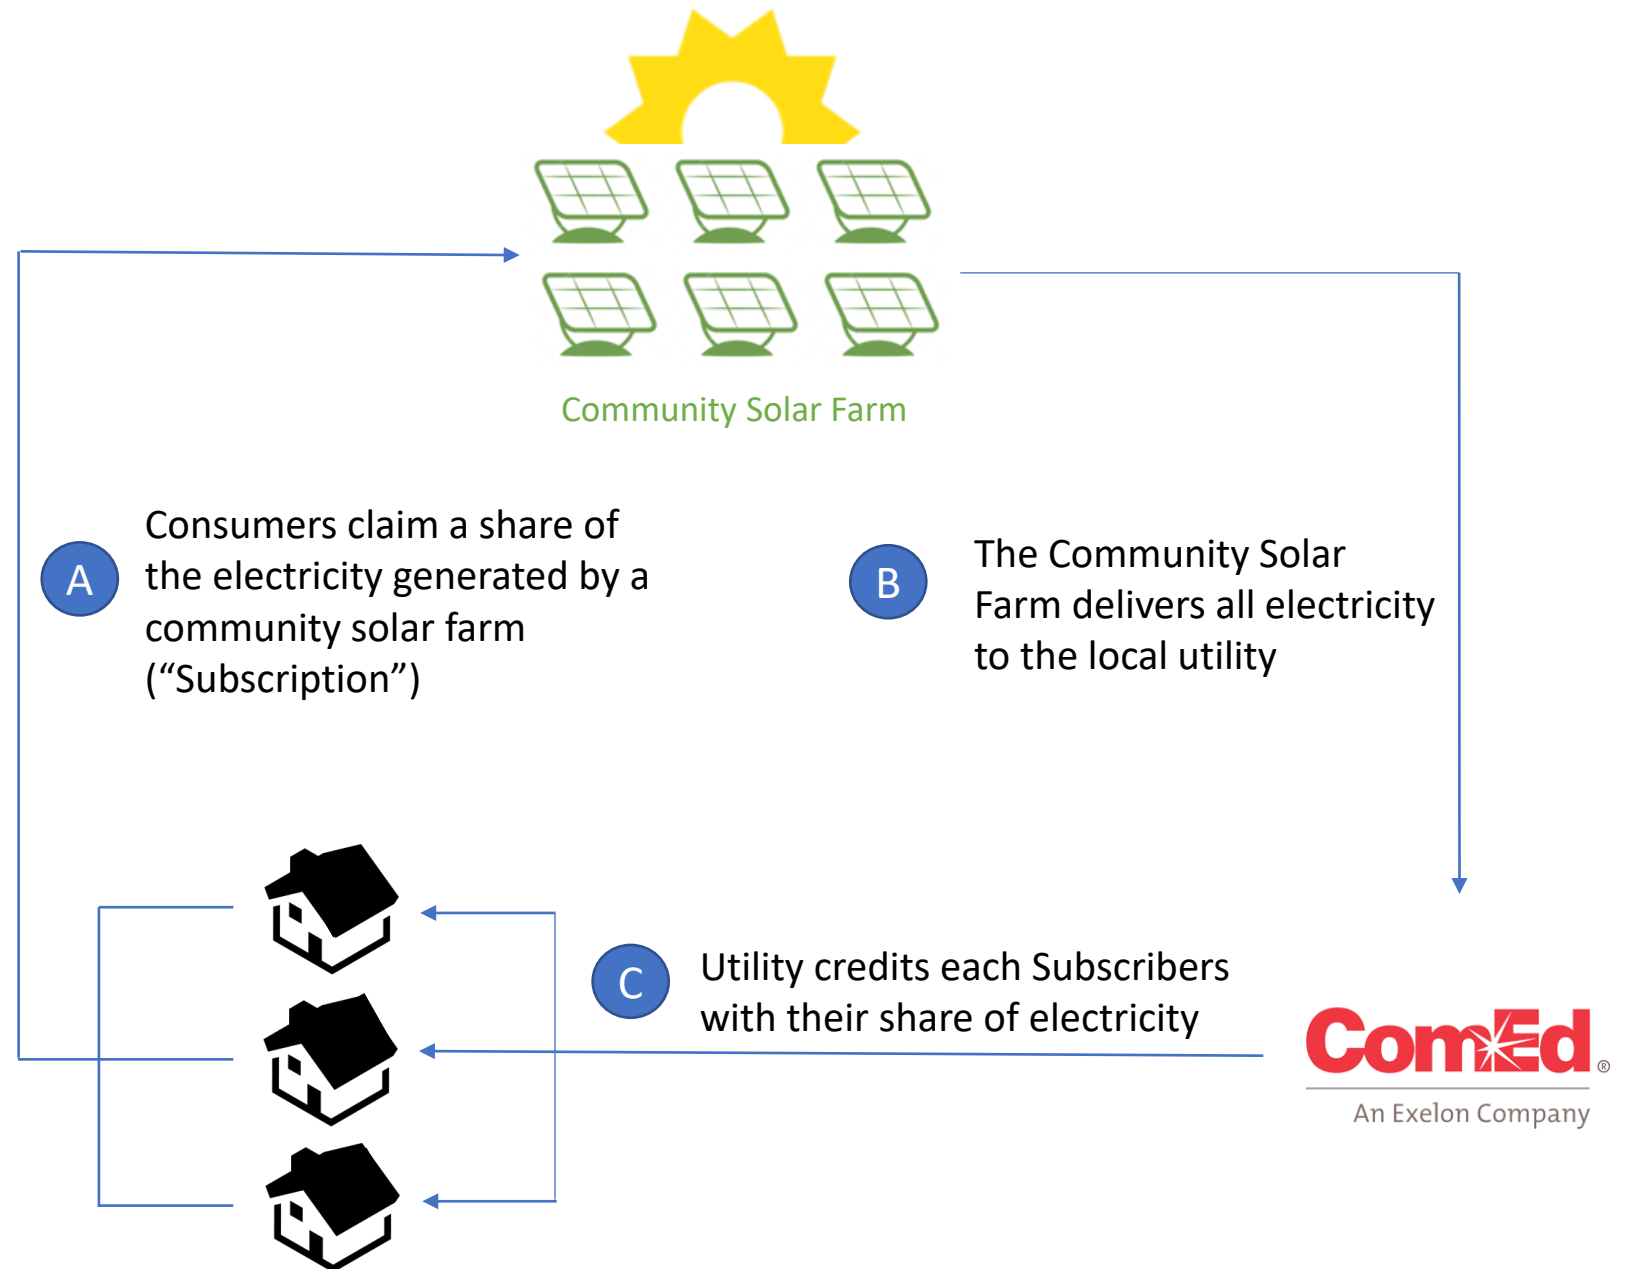 Community Solar Farm
A
Consumers claim a share of
the electricity generated by a
community solar farm
(“Subscription”)
B
The Community Solar
Farm delivers all electricity
to the local utility
C
Utility credits each Subscribers
with their share of electricity
ComEd®
An Exelon Company